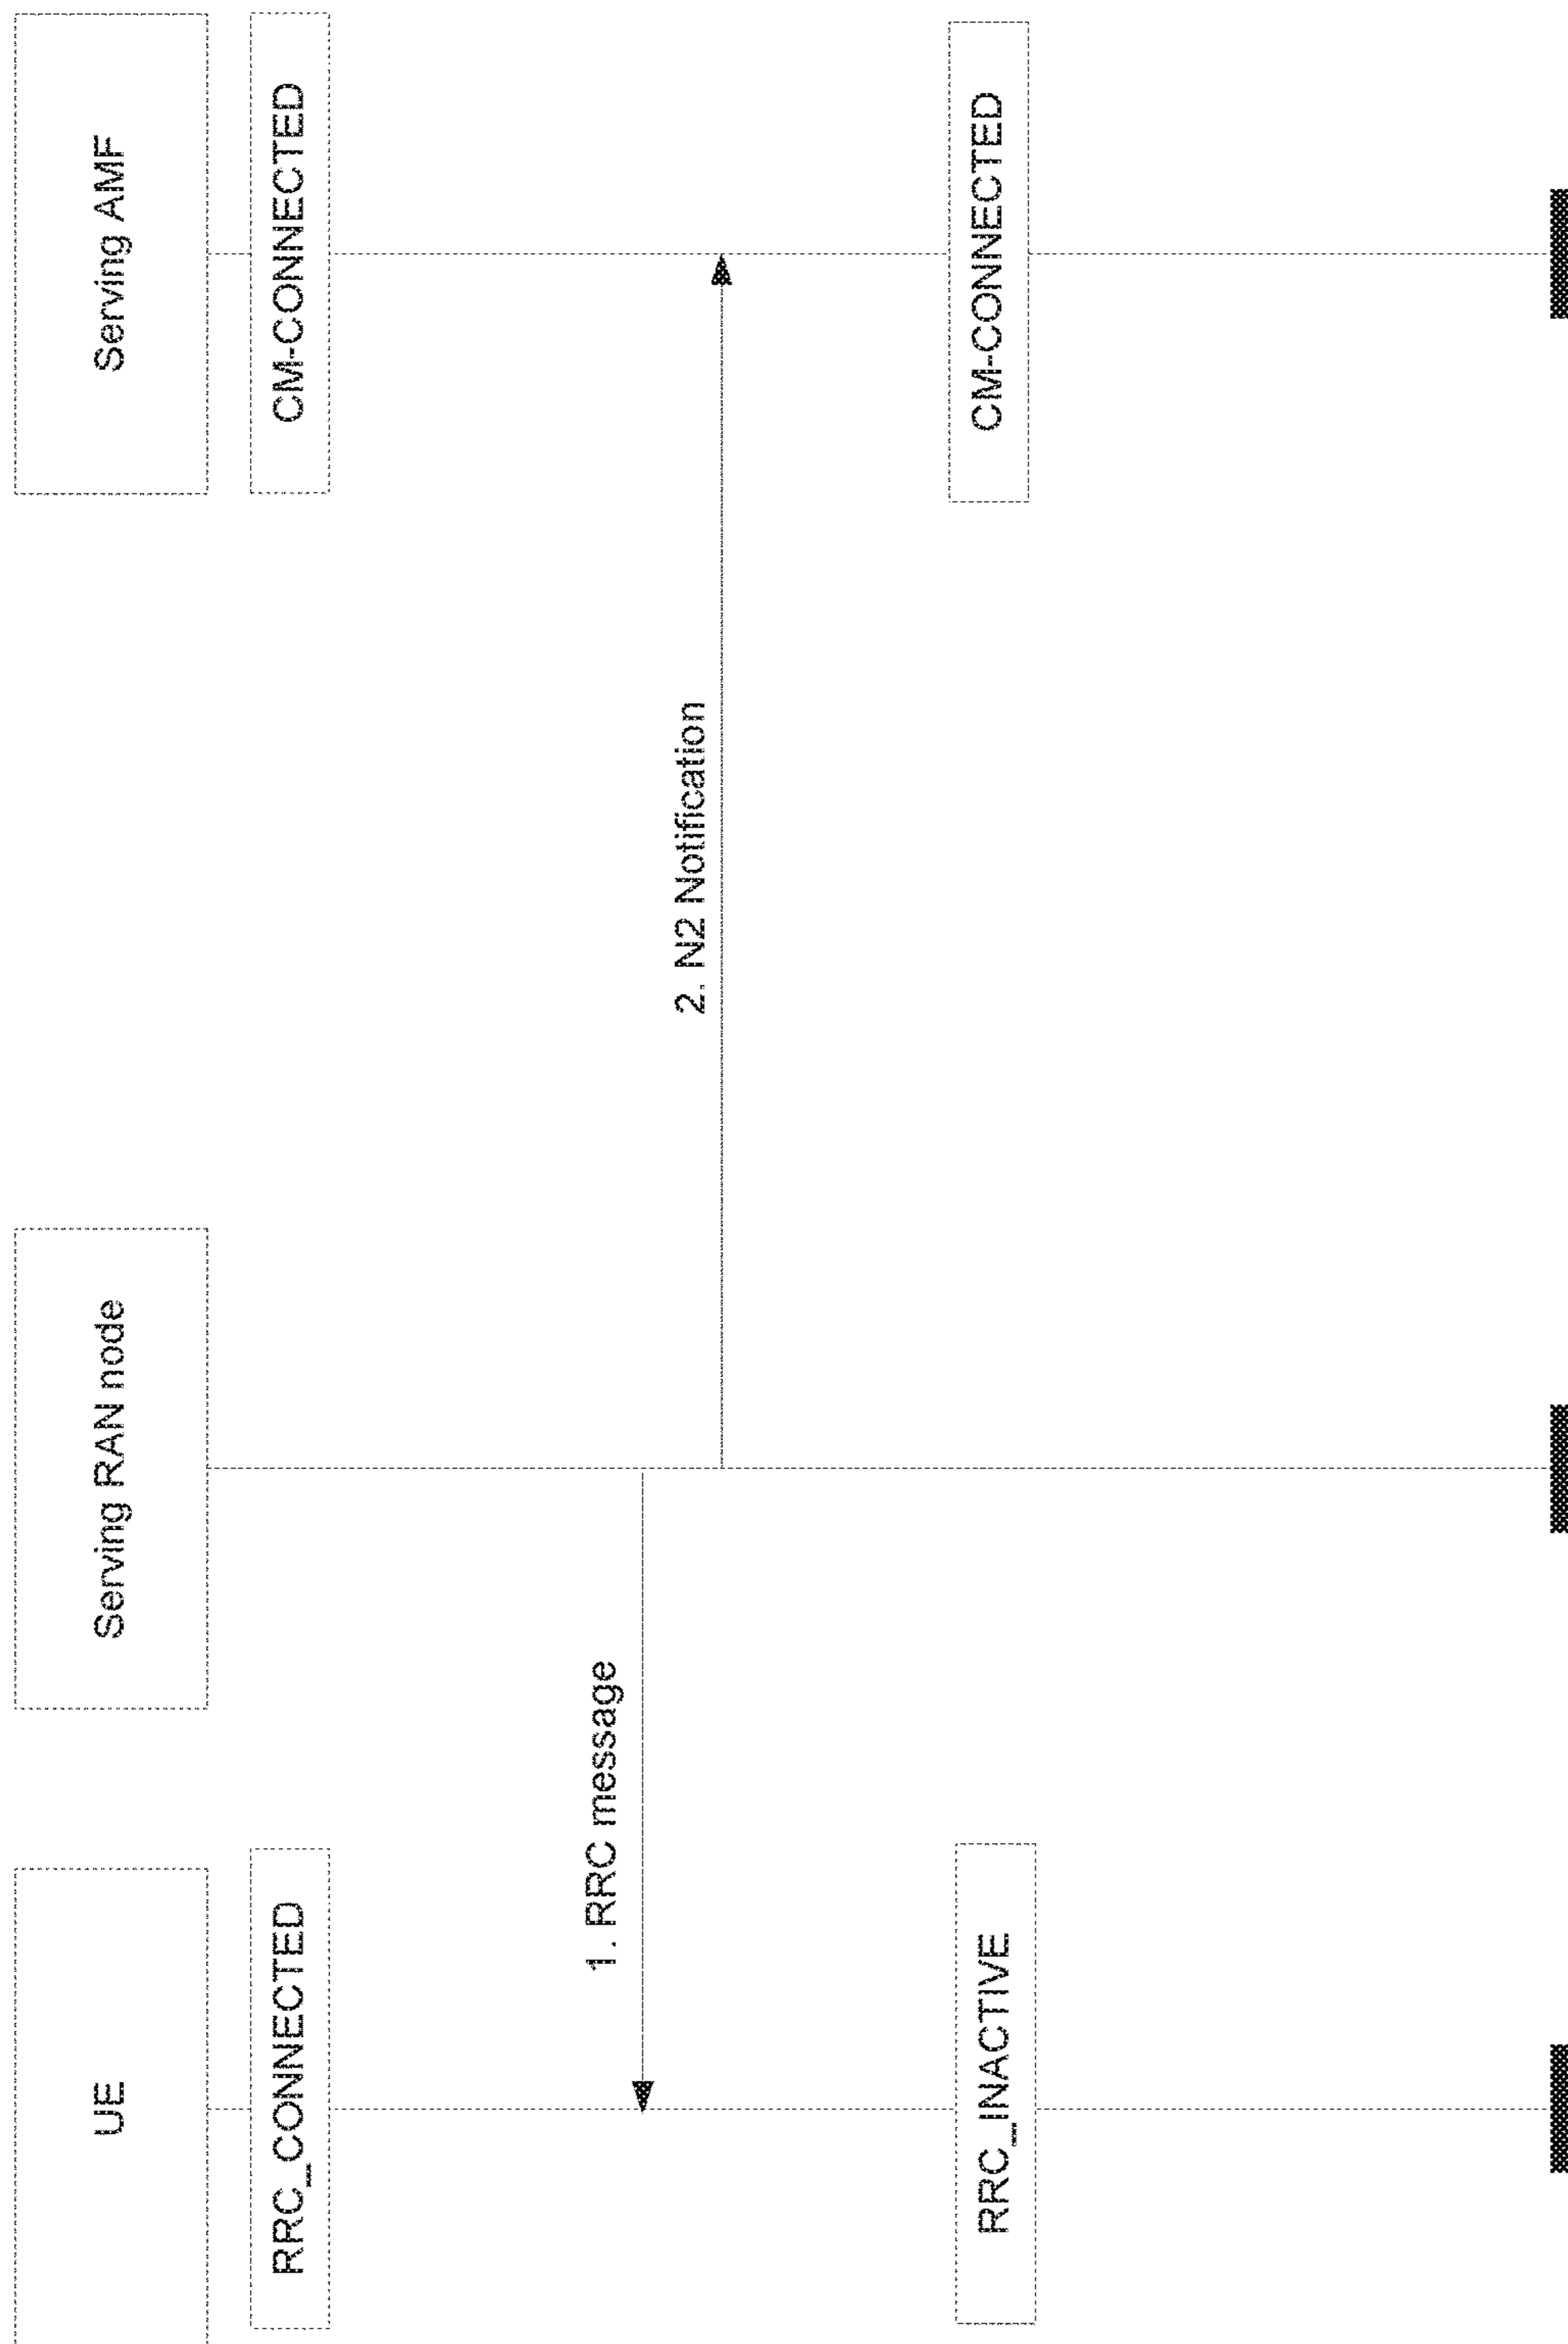 UE
Serving RAN node
Serving AMF
RRC_CONNECTED
CM-CONNECTED
1. RRC message
2. N2 Notification
RRC_INACTIVE
CM-CONNECTED